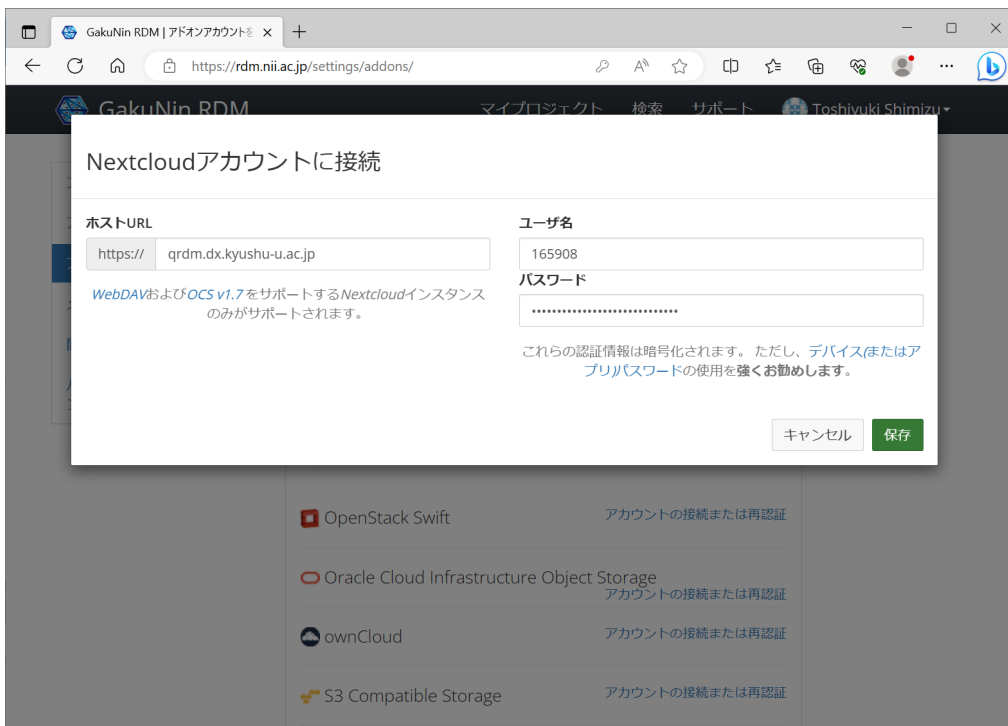 GakuNin RDM | アドオンアカウントを
https://rdm.nii.ac.jp/settings/addons/
GakuNin RDM
マイプロジェクト 検索 サポート Toshiyuki Shimizu
Nextcloudアカウントに接続
ホストURL
https:// qrdm.dx.kyushu-u.ac.jp
WebDAVおよびOCS v1.7 をサポートするNextcloudインスタンス
のみがサポートされます。
ユーザ名
165908
パスワード
•••••••••••••••••••••••••••••
これらの認証情報は暗号化されます。 ただし、デバイス(またはア
プリ)パスワードの使用を強くお勧めします。
キャンセル 保存
OpenStack Swift アカウントの接続または再認証
Oracle Cloud Infrastructure Object Storage
アカウントの接続または再認証
ownCloud アカウントの接続または再認証
S3 Compatible Storage アカウントの接続または再認証